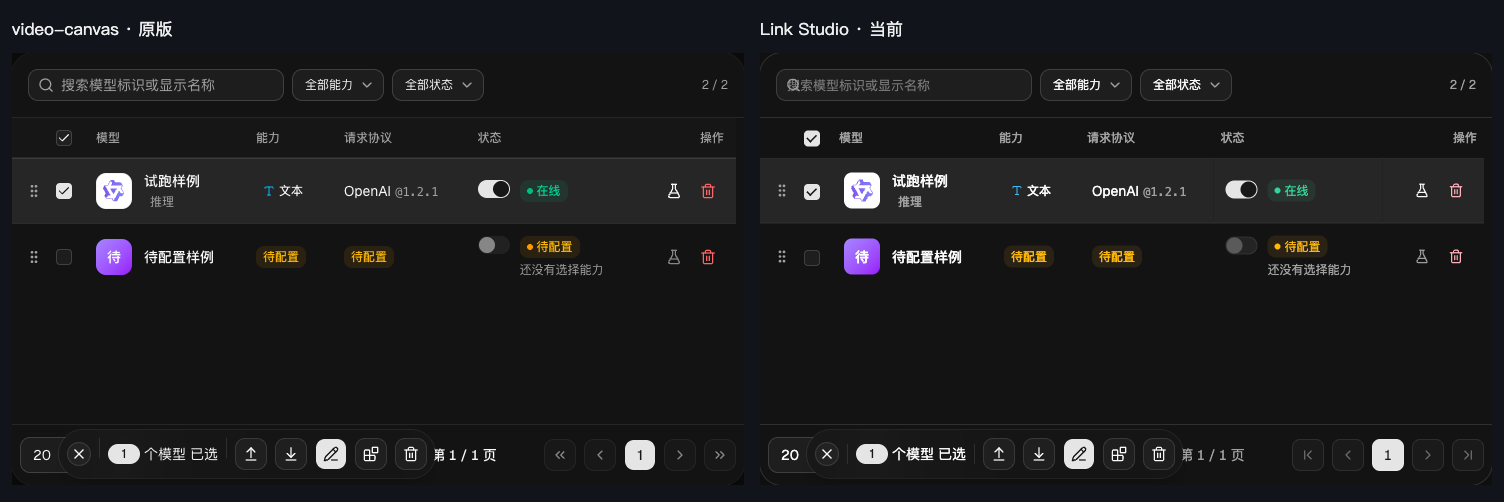 video-canvas · 原版
搜索模型标识或显示名称 全部能力 全部状态 2 / 2
模型 能力 请求协议 状态 操作
试跑样例 T 文本 OpenAI @1.2.1 在线
推理
待 待配置样例 待配置 待配置 待配置
还没有选择能力
20 1 个模型 已选 第 1 / 1 页 « ‹ 1 › »
Link Studio · 当前
搜索模型标识或显示名称 全部能力 全部状态 2 / 2
模型 能力 请求协议 状态 操作
试跑样例 T 文本 OpenAI @1.2.1 在线
推理
待 待配置样例 待配置 待配置 待配置
还没有选择能力
20 1 个模型 已选 第 1 / 1 页 1